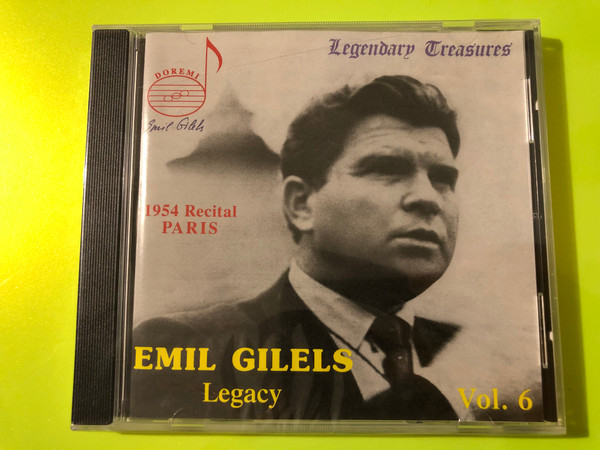 Legendary Treasures
DOREMI
Emil Gilels
1954 Recital
PARIS
EMIL GILELS
Legacy
Vol. 6